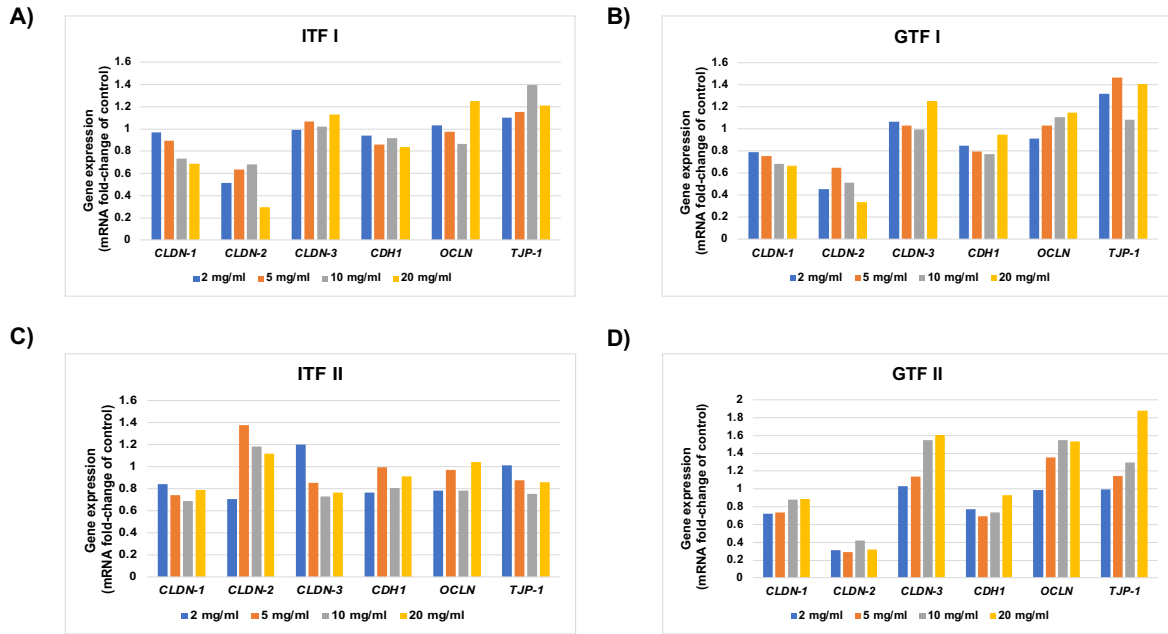 A)
ITF I
Gene expression
(mRNA fold-change of control)
1.6
1.4
1.2
1
0.8
0.6
0.4
0.2
0
CLDN-1 CLDN-2 CLDN-3 CDH1 OCLN TJP-1
2 mg/ml 5 mg/ml 10 mg/ml 20 mg/ml
B)
GTF I
Gene expression
(mRNA fold-change of control)
1.6
1.4
1.2
1
0.8
0.6
0.4
0.2
0
CLDN-1 CLDN-2 CLDN-3 CDH1 OCLN TJP-1
2 mg/ml 5 mg/ml 10 mg/ml 20 mg/ml
C)
ITF II
Gene expression
(mRNA fold-change of control)
1.6
1.4
1.2
1
0.8
0.6
0.4
0.2
0
CLDN-1 CLDN-2 CLDN-3 CDH1 OCLN TJP-1
2 mg/ml 5 mg/ml 10 mg/ml 20 mg/ml
D)
GTF II
Gene expression
(mRNA fold-change of control)
2
1.8
1.6
1.4
1.2
1
0.8
0.6
0.4
0.2
0
CLDN-1 CLDN-2 CLDN-3 CDH1 OCLN TJP-1
2 mg/ml 5 mg/ml 10 mg/ml 20 mg/ml